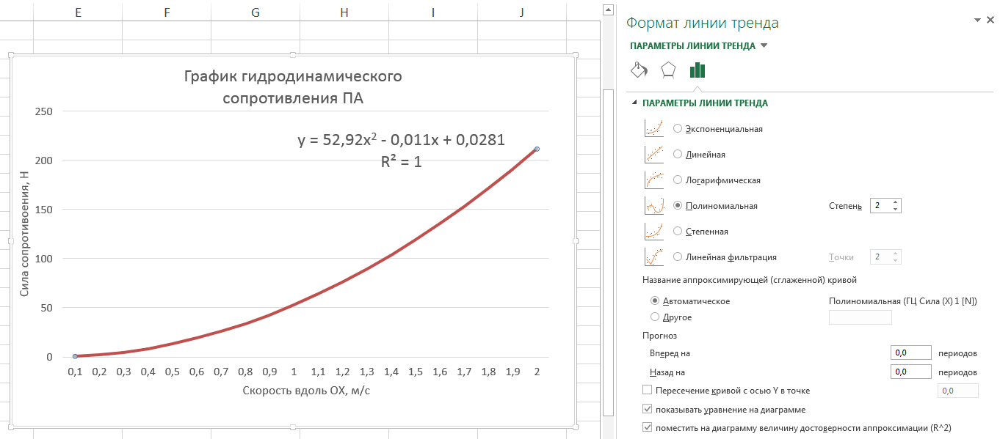 E F G H I J
График гидродинамического
сопротивления ПА
y = 52,92x² - 0,011x + 0,0281
R² = 1
250
200
150
100
50
0
Сила сопротивоения, Н
0,1 0,2 0,3 0,4 0,5 0,6 0,7 0,8 0,9 1 1,1 1,2 1,3 1,4 1,5 1,6 1,7 1,8 1,9 2
Скорость вдоль OX, м/с
Формат линии тренда
ПАРАМЕТРЫ ЛИНИИ ТРЕНДА
ПАРАМЕТРЫ ЛИНИИ ТРЕНДА
Экспоненциальная
Линейная
Логарифмическая
Полиномиальная Степень 2
Степенная
Линейная фильтрация Точки 2
Название аппроксимирующей (сглаженной) кривой
Автоматическое Полиномиальная (ГЦ Сила (X) 1 [N])
Другое
Прогноз
Вперед на 0,0 периодов
Назад на 0,0 периодов
Пересечение кривой с осью Y в точке 0,0
показывать уравнение на диаграмме
поместить на диаграмму величину достоверности аппроксимации (R^2)